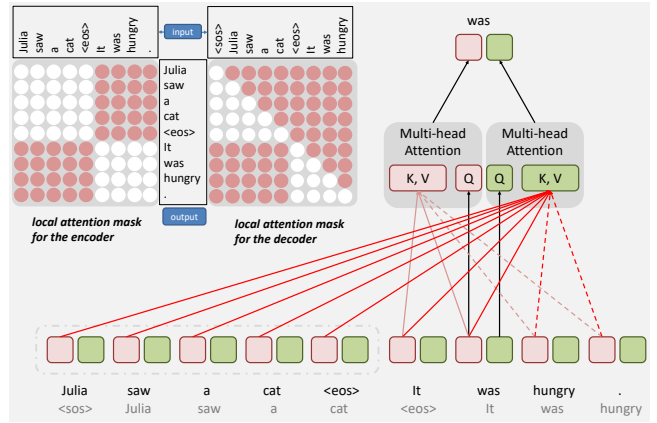 Julia saw a cat <eos> It was hungry .
input
<sos> Julia saw a cat <eos> It was hungry
Julia
saw
a
cat
<eos>
It
was
hungry
.
output
local attention mask
for the encoder
local attention mask
for the decoder
was
Multi-head
Attention
Multi-head
Attention
K, V
Q
Q
K, V
Julia saw a cat <eos> It was hungry .
<sos> Julia saw a cat <eos> It was hungry